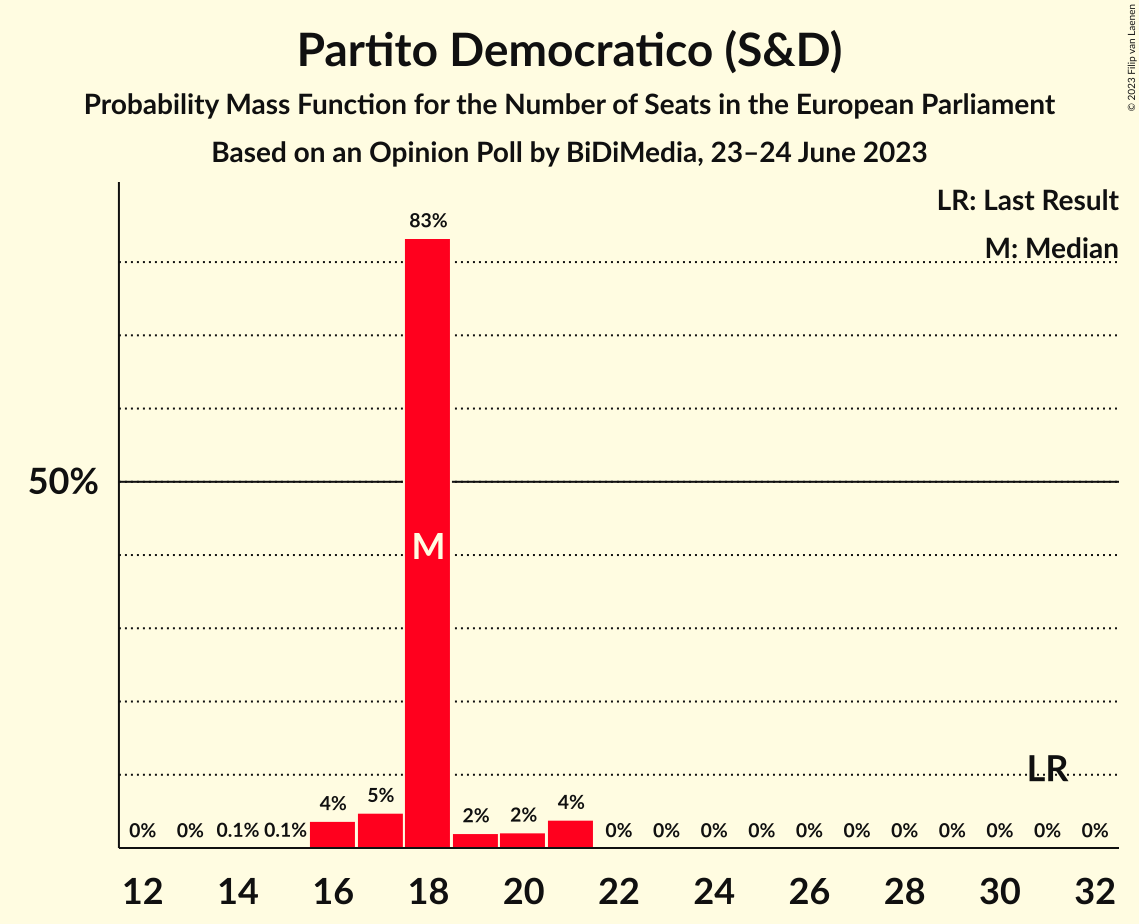 Partito Democratico (S&D)
Probability Mass Function for the Number of Seats in the European Parliament
Based on an Opinion Poll by BiDiMedia, 23–24 June 2023
© 2023 Filip van Laenen
LR: Last Result
M: Median
50%
83%
M
LR
0% 0% 0.1% 0.1% 4% 5% 2% 2% 4% 0% 0% 0% 0% 0% 0% 0% 0% 0% 0% 0%
12 14 16 18 20 22 24 26 28 30 32